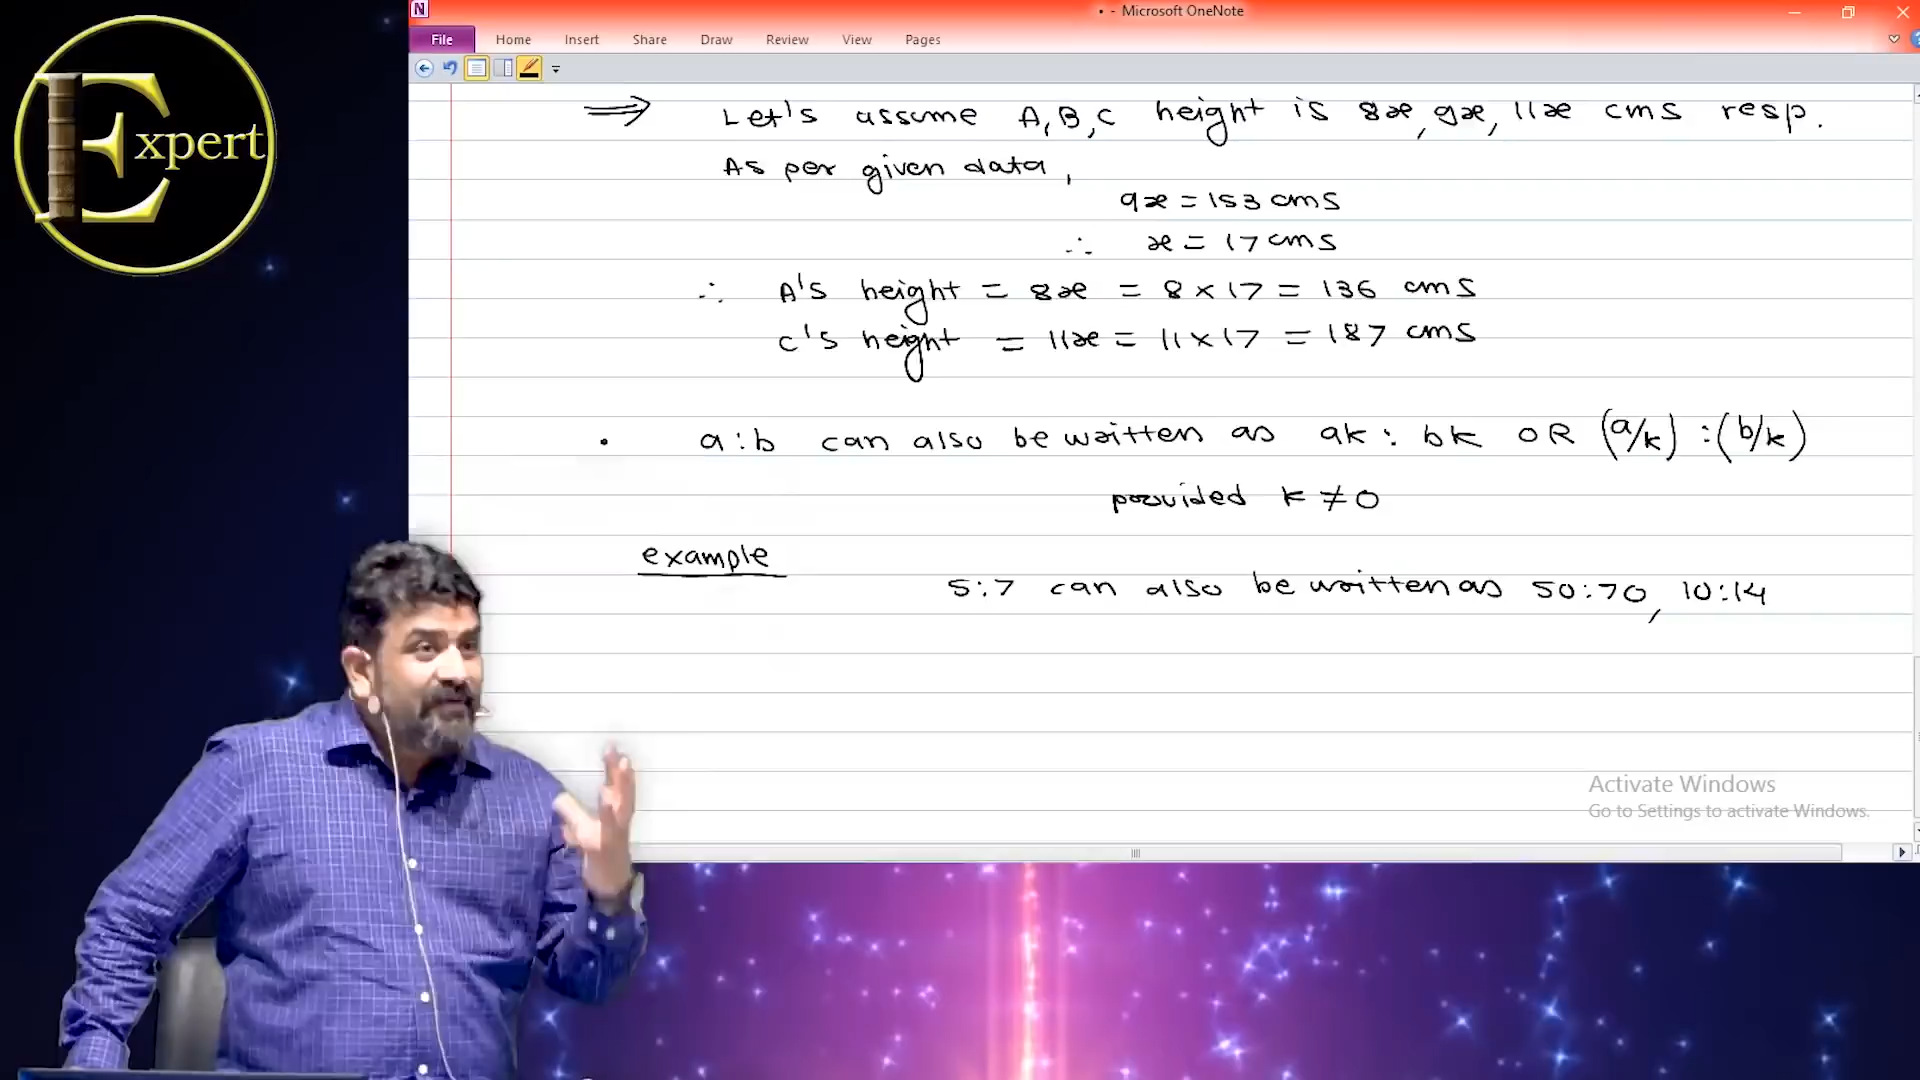 Expert
N
- Microsoft OneNote
File Home Insert Share Draw Review View Pages
⇒ Let's assume A, B, C height is 8x, 9x, 11x cms resp.
As per given data,
9x = 153 cms
∴ x = 17 cms
∴ A's height = 8x = 8 × 17 = 136 cms
C's height = 11x = 11 × 17 = 187 cms
• a:b can also be written as ak : bk OR (a/k) : (b/k)
provided k ≠ 0
example
5:7 can also be written as 50:70, 10:14
Activate Windows
Go to Settings to activate Windows.